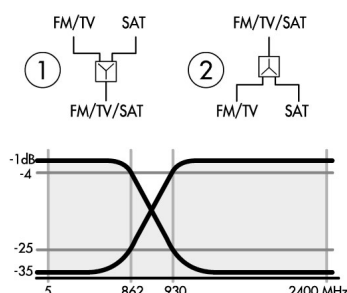 FM/TV SAT
FM/TV/SAT
1
2
FM/TV/SAT
FM/TV SAT
-1dB
-4
-25
-35
5 862 930 2400 MHz